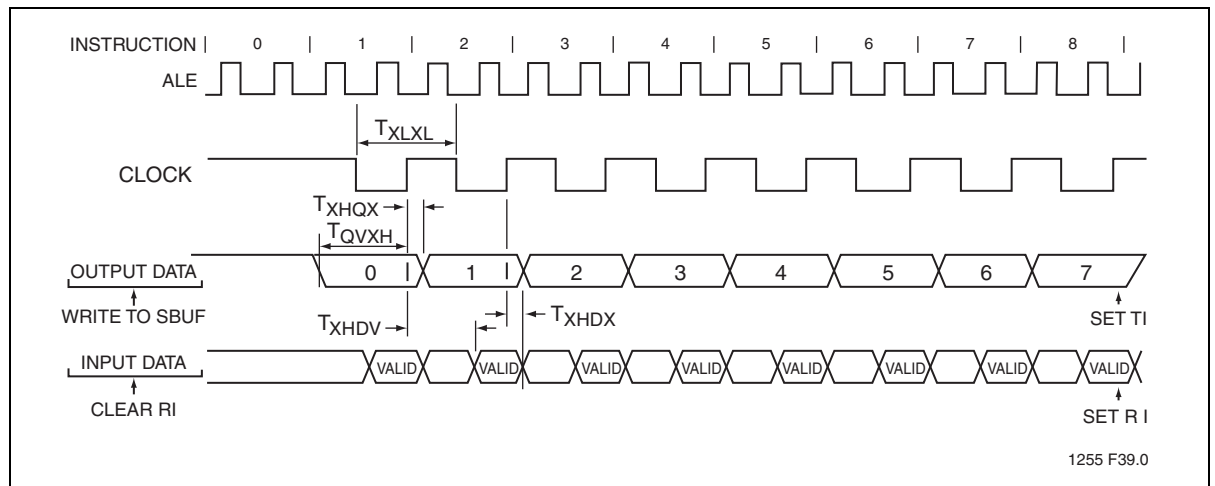 INSTRUCTION | 0 | 1 | 2 | 3 | 4 | 5 | 6 | 7 | 8 |
ALE
TXLXL
CLOCK
TXHQX
TQVXH
OUTPUT DATA 0 1 2 3 4 5 6 7
WRITE TO SBUF
TXHDV
TXHDX
SET TI
INPUT DATA VALID VALID VALID VALID VALID VALID VALID VALID
CLEAR RI
SET R I
1255 F39.0